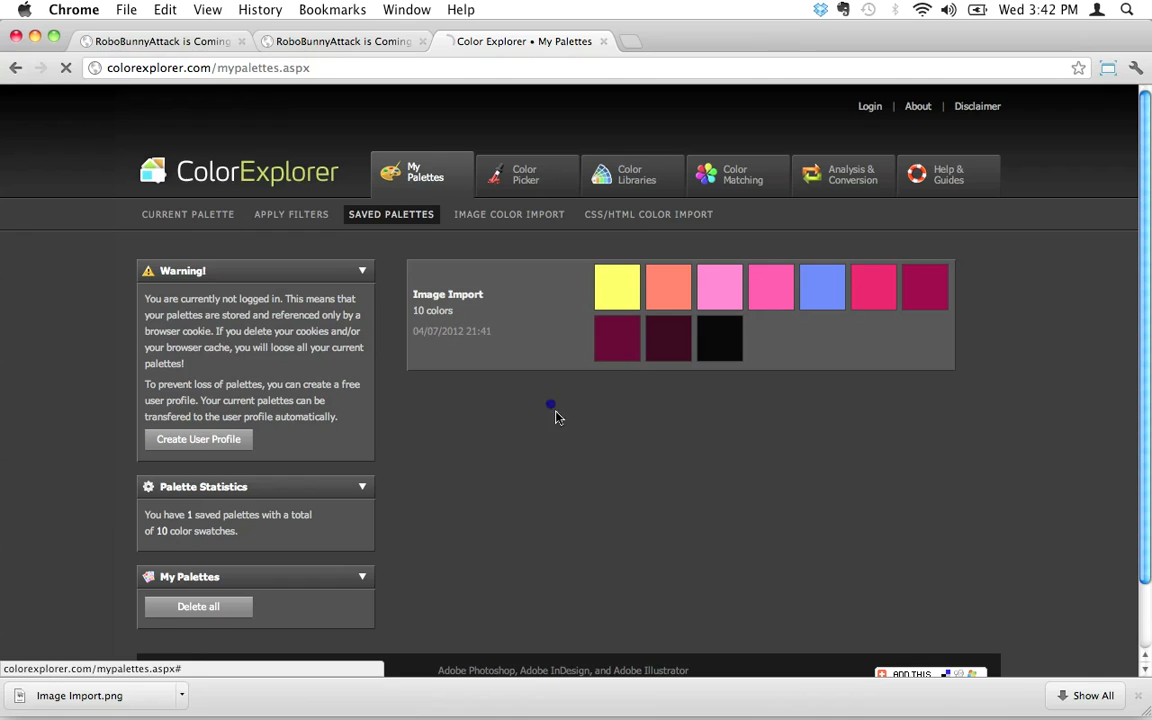 Chrome File Edit View History Bookmarks Window Help Wed 3:42 PM
RoboBunnyAttack is Coming RoboBunnyAttack is Coming Color Explorer • My Palettes
colorexplorer.com/mypalettes.aspx
Login | About | Disclaimer
ColorExplorer
My Palettes
Color Picker
Color Libraries
Color Matching
Analysis & Conversion
Help & Guides
CURRENT PALETTE APPLY FILTERS SAVED PALETTES IMAGE COLOR IMPORT CSS/HTML COLOR IMPORT
Warning!
You are currently not logged in. This means that
your palettes are stored and referenced only by a
browser cookie. If you delete your cookies and/or
your browser cache, you will loose all your current
palettes!
To prevent loss of palettes, you can create a free
user profile. Your current palettes can be
transfered to the user profile automatically.
Create User Profile
Palette Statistics
You have 1 saved palettes with a total
of 10 color swatches.
My Palettes
Delete all
Image Import
10 colors
04/07/2012 21:41
Adobe Photoshop, Adobe InDesign, and Adobe Illustrator
ADD THIS
colorexplorer.com/mypalettes.aspx#
Image Import.png
Show All